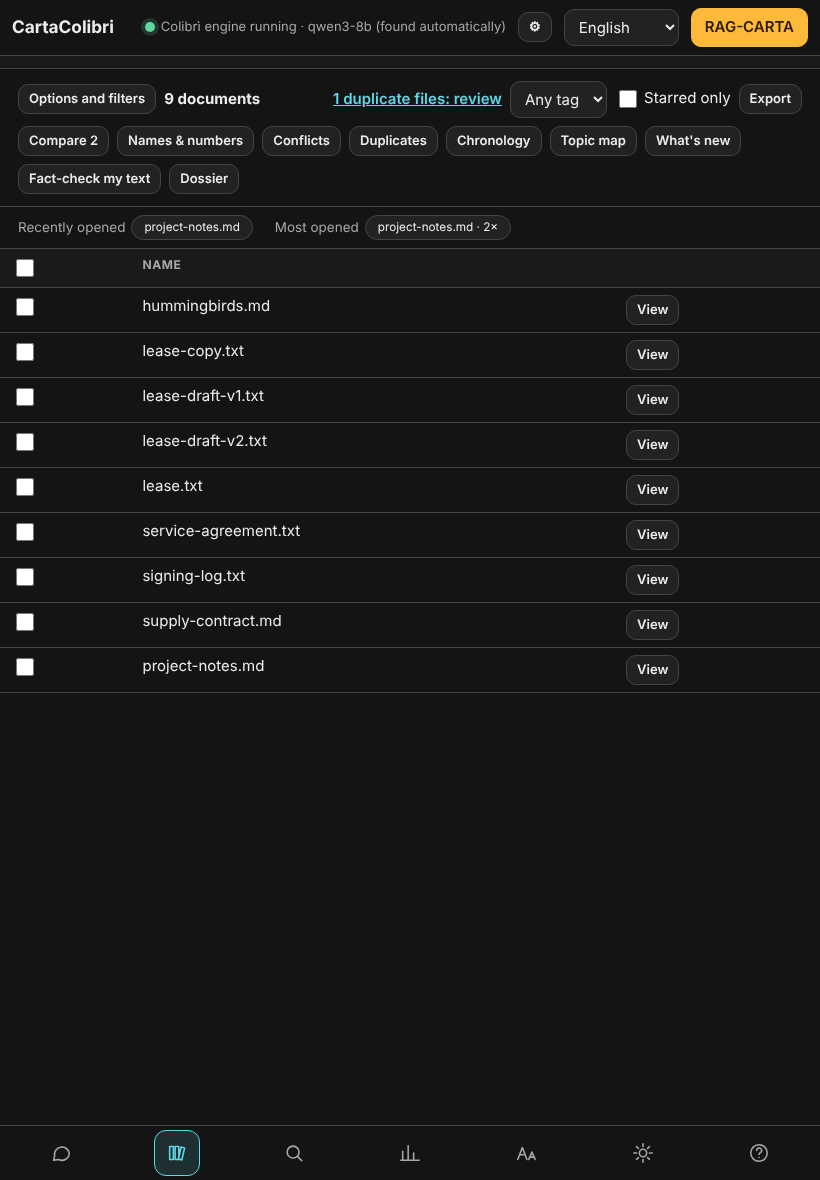 CartaColibrì Colibrì engine running · qwen3-8b (found automatically) English RAG-CARTA
Options and filters 9 documents 1 duplicate files: review Any tag Starred only Export
Compare 2 Names & numbers Conflicts Duplicates Chronology Topic map What's new
Fact-check my text Dossier
Recently opened project-notes.md Most opened project-notes.md · 2×
NAME
hummingbirds.md View
lease-copy.txt View
lease-draft-v1.txt View
lease-draft-v2.txt View
lease.txt View
service-agreement.txt View
signing-log.txt View
supply-contract.md View
project-notes.md View
AA